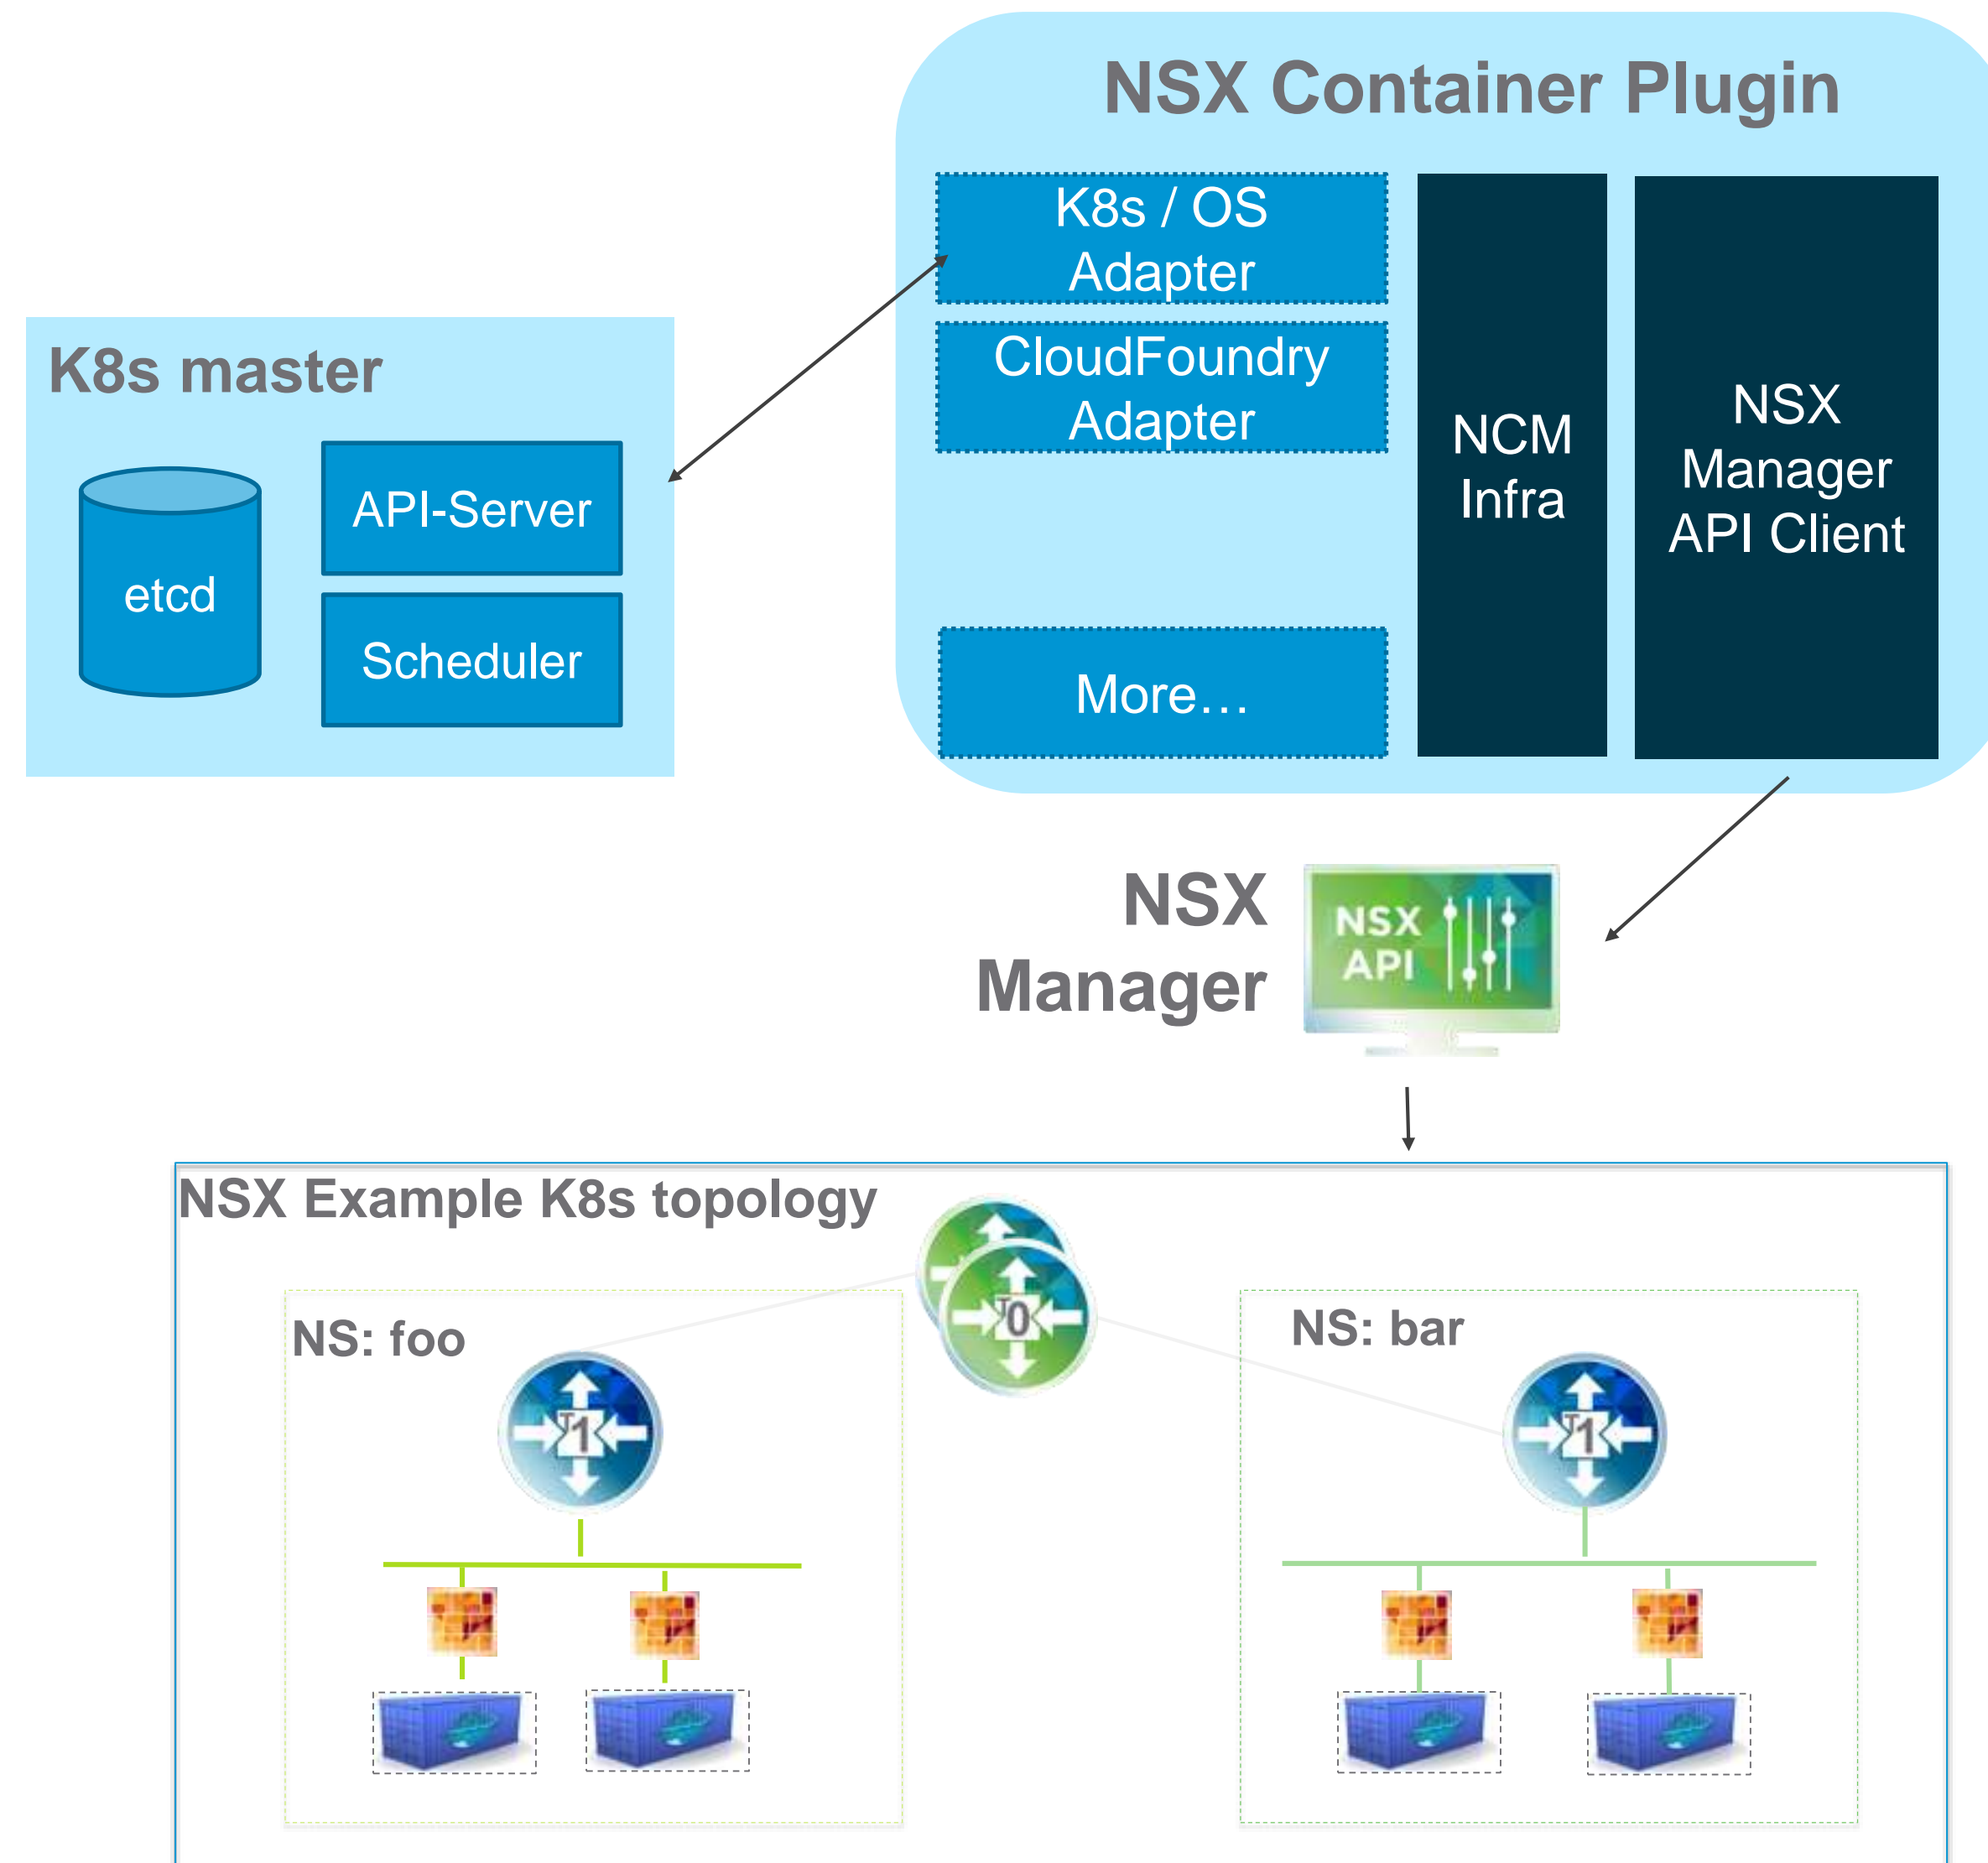 NSX Container Plugin
K8s / OS
Adapter
CloudFoundry
Adapter
More…
NCM
Infra
NSX
Manager
API Client
K8s master
etcd
API-Server
Scheduler
NSX
Manager
NSX
API
NSX Example K8s topology
T0
NS: foo
T1
NS: bar
T1